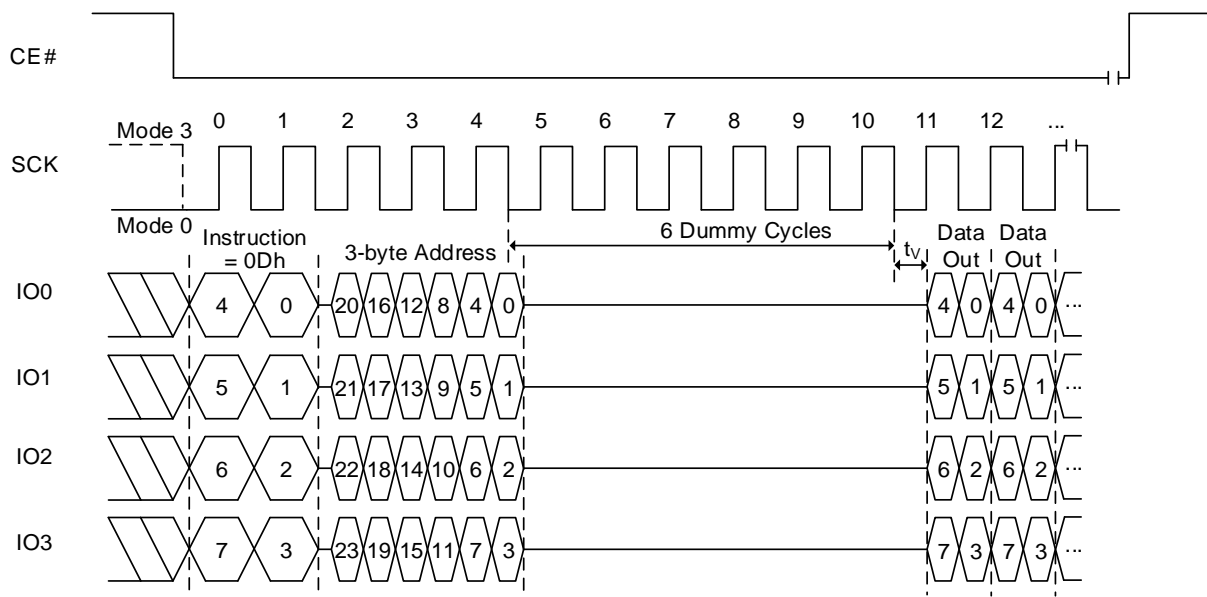 CE#
0 1 2 3 4 5 6 7 8 9 10 11 12 ...
Mode 3
SCK
Mode 0
Instruction
= 0Dh
3-byte Address
6 Dummy Cycles
tV
Data
Out
Data
Out
IO0 4 0 20 16 12 8 4 0 4 0 4 0 ...
IO1 5 1 21 17 13 9 5 1 5 1 5 1 ...
IO2 6 2 22 18 14 10 6 2 6 2 6 2 ...
IO3 7 3 23 19 15 11 7 3 7 3 7 3 ...